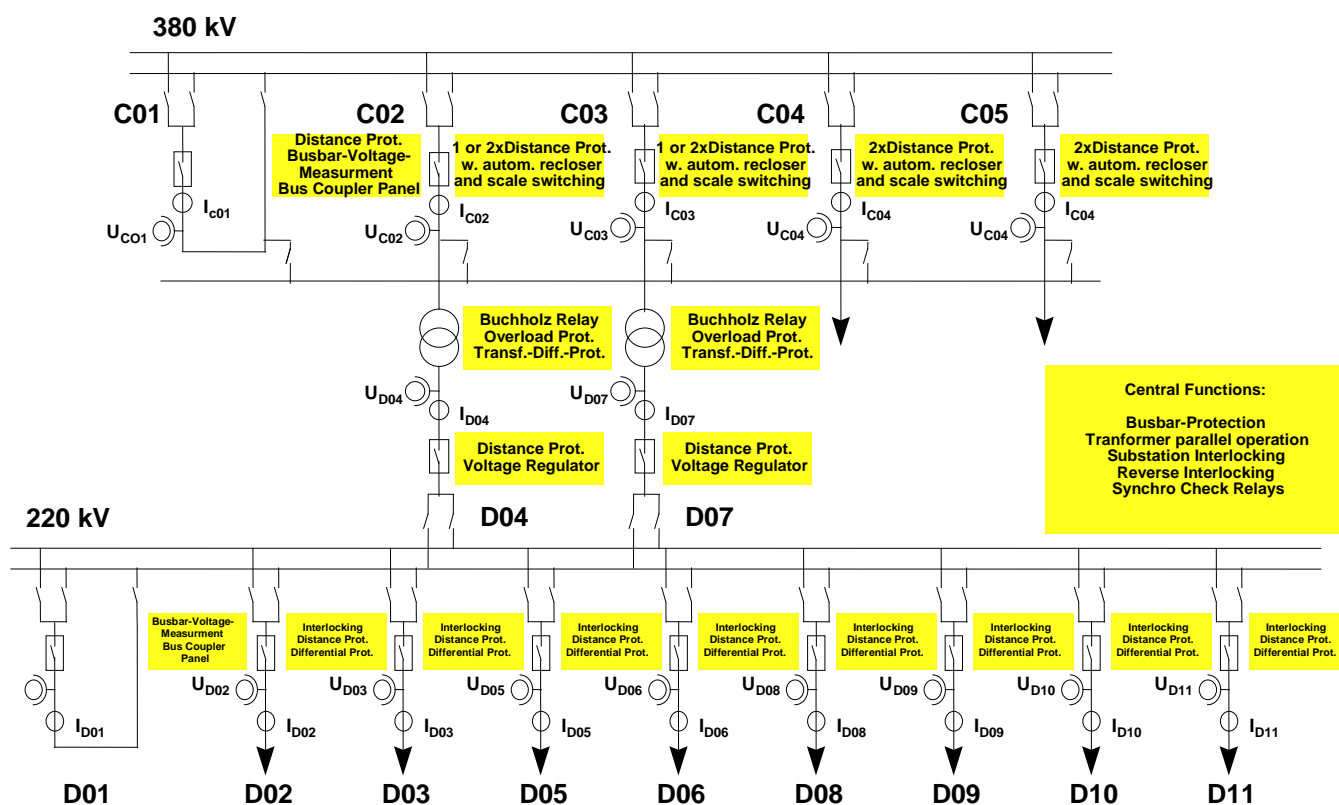 380 kV
C01
C02
C03
C04
C05
Distance Prot.
Busbar-Voltage-
Measurment
Bus Coupler Panel
1 or 2xDistance Prot.
w. autom. recloser
and scale switching
1 or 2xDistance Prot.
w. autom. recloser
and scale switching
2xDistance Prot.
w. autom. recloser
and scale switching
2xDistance Prot.
w. autom. recloser
and scale switching
Ic01
IC02
IC03
IC04
IC04
UCO1
UC02
UC03
UC04
UC04
Buchholz Relay
Overload Prot.
Transf.-Diff.-Prot.
Buchholz Relay
Overload Prot.
Transf.-Diff.-Prot.
UD04
ID04
UD07
ID07
Central Functions:
Busbar-Protection
Tranformer parallel operation
Substation Interlocking
Reverse Interlocking
Synchro Check Relays
Distance Prot.
Voltage Regulator
Distance Prot.
Voltage Regulator
220 kV
D04
D07
Busbar-Voltage-
Measurment
Bus Coupler
Panel
Interlocking
Distance Prot.
Differential Prot.
Interlocking
Distance Prot.
Differential Prot.
Interlocking
Distance Prot.
Differential Prot.
Interlocking
Distance Prot.
Differential Prot.
Interlocking
Distance Prot.
Differential Prot.
Interlocking
Distance Prot.
Differential Prot.
Interlocking
Distance Prot.
Differential Prot.
Interlocking
Distance Prot.
Differential Prot.
UD02
UD03
UD05
UD06
UD08
UD09
UD10
UD11
ID01
ID02
ID03
ID05
ID06
ID08
ID09
ID10
ID11
D01
D02
D03
D05
D06
D08
D09
D10
D11